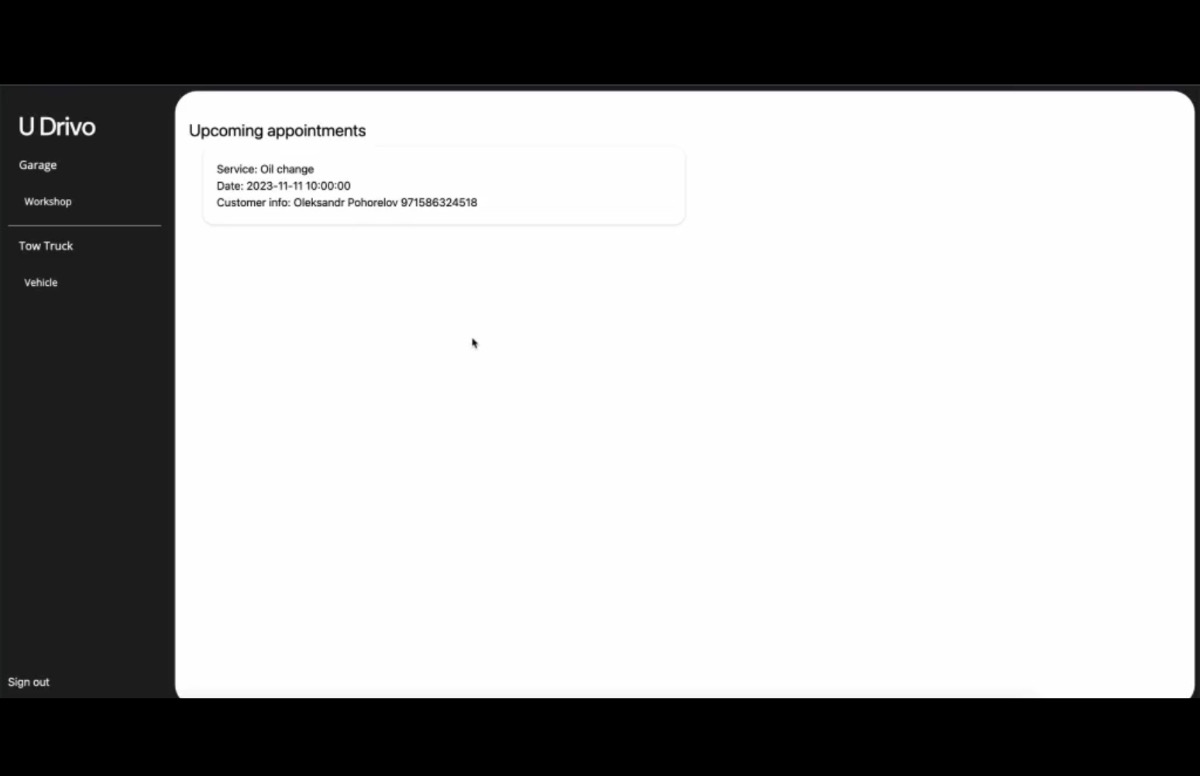 U Drivo
Garage
Workshop
Tow Truck
Vehicle
Sign out
Upcoming appointments
Service: Oil change
Date: 2023-11-11 10:00:00
Customer info: Oleksandr Pohorelov 971586324518